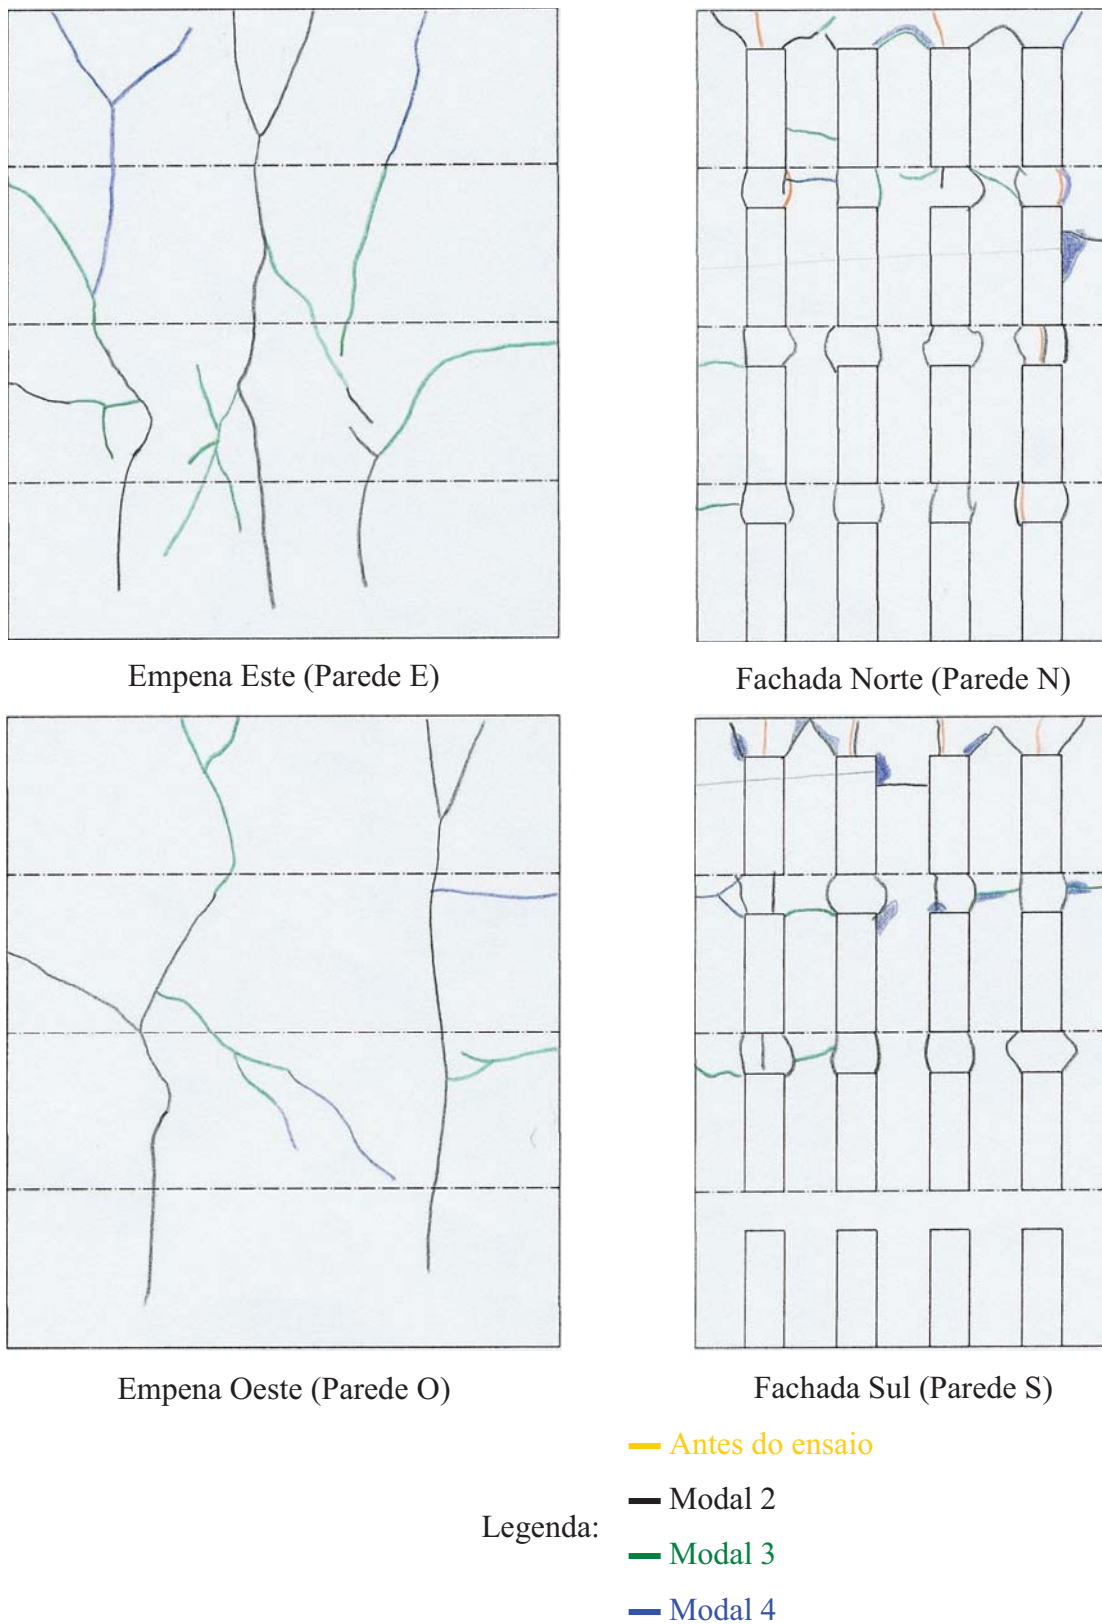 Empena Este (Parede E)
Fachada Norte (Parede N)
Empena Oeste (Parede O)
Fachada Sul (Parede S)
Legenda:
Antes do ensaio
Modal 2
Modal 3
Modal 4